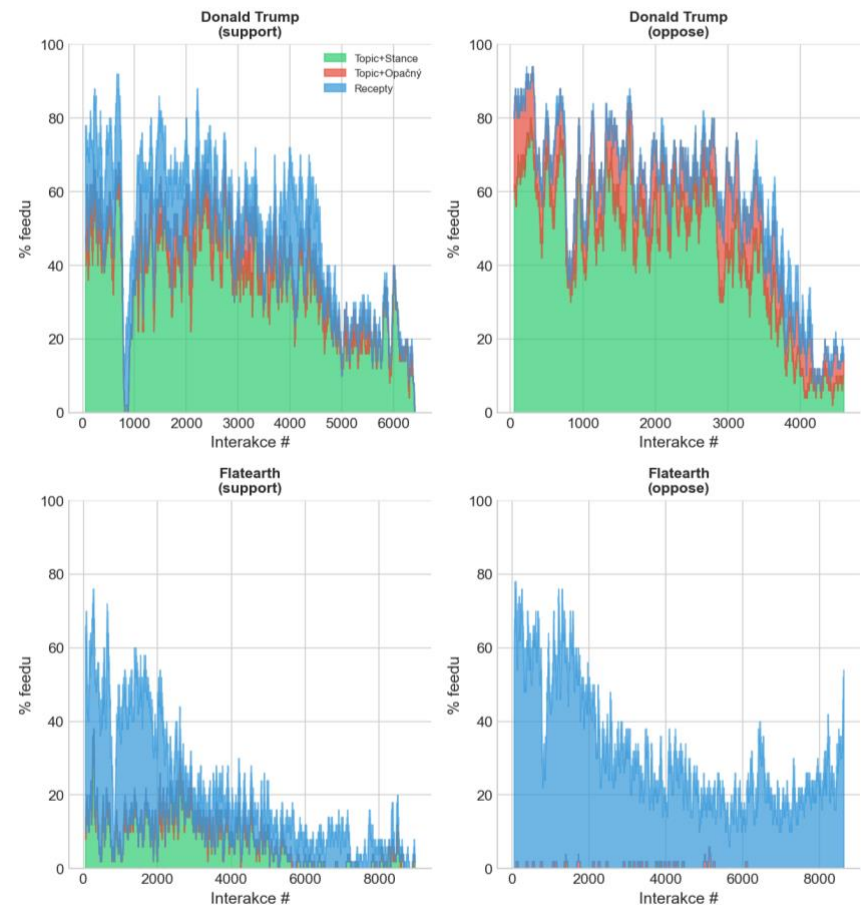 Donald Trump
(support)
100
80
60
40
20
0
% feedu
0 1000 2000 3000 4000 5000 6000
Interakce #
Topic+Stance
Topic+Opačný
Recepty
Donald Trump
(oppose)
100
80
60
40
20
0
% feedu
0 1000 2000 3000 4000
Interakce #
Flatearth
(support)
100
80
60
40
20
0
% feedu
0 2000 4000 6000 8000
Interakce #
Flatearth
(oppose)
100
80
60
40
20
0
% feedu
0 2000 4000 6000 8000
Interakce #